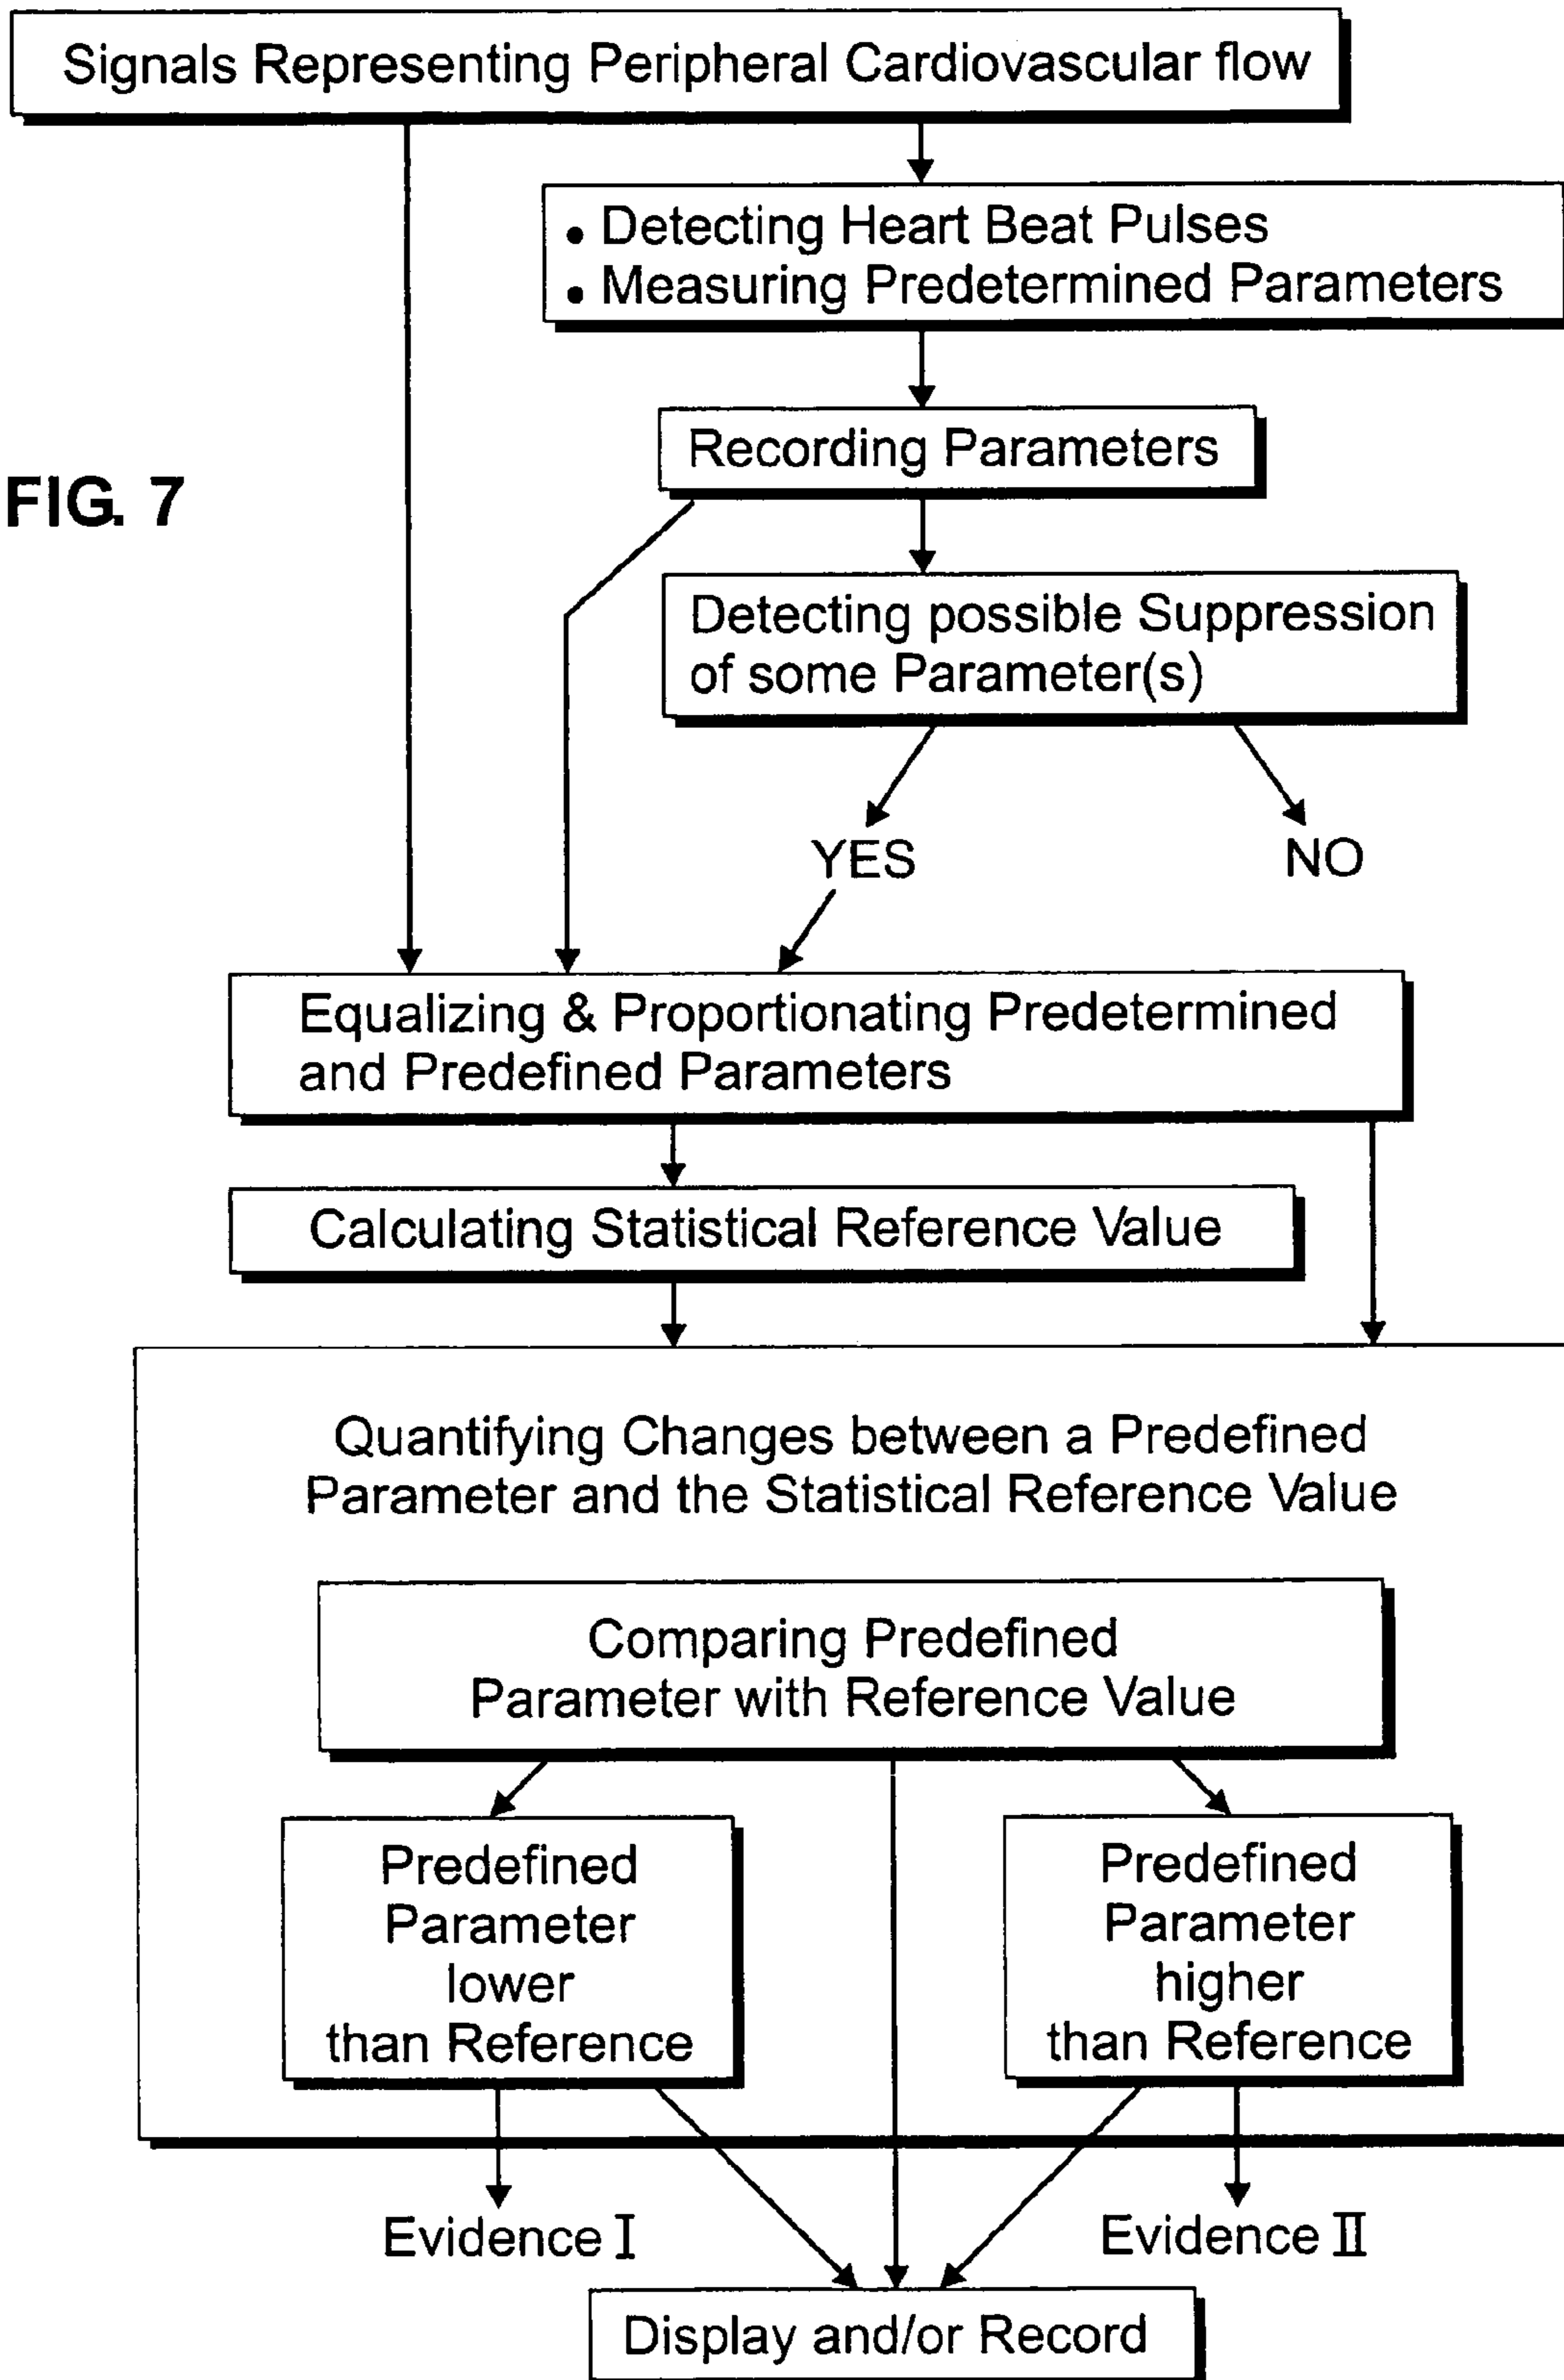 Signals Representing Peripheral Cardiovascular flow
• Detecting Heart Beat Pulses
• Measuring Predetermined Parameters
Recording Parameters
FIG. 7
Detecting possible Suppression
of some Parameter(s)
YES
NO
Equalizing & Proportionating Predetermined
and Predefined Parameters
Calculating Statistical Reference Value
Quantifying Changes between a Predefined
Parameter and the Statistical Reference Value
Comparing Predefined
Parameter with Reference Value
Predefined
Parameter
lower
than Reference
Predefined
Parameter
higher
than Reference
Evidence I
Evidence II
Display and/or Record